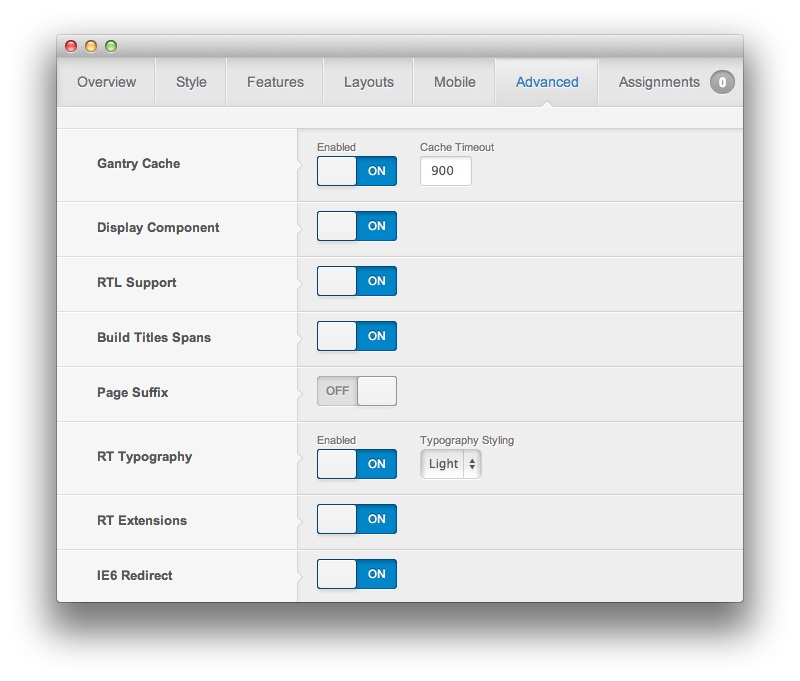 Overview Style Features Layouts Mobile Advanced Assignments 0
Enabled Cache Timeout
Gantry Cache ON 900
Display Component ON
RTL Support ON
Build Titles Spans ON
Page Suffix OFF
Enabled Typography Styling
RT Typography ON Light
RT Extensions ON
IE6 Redirect ON